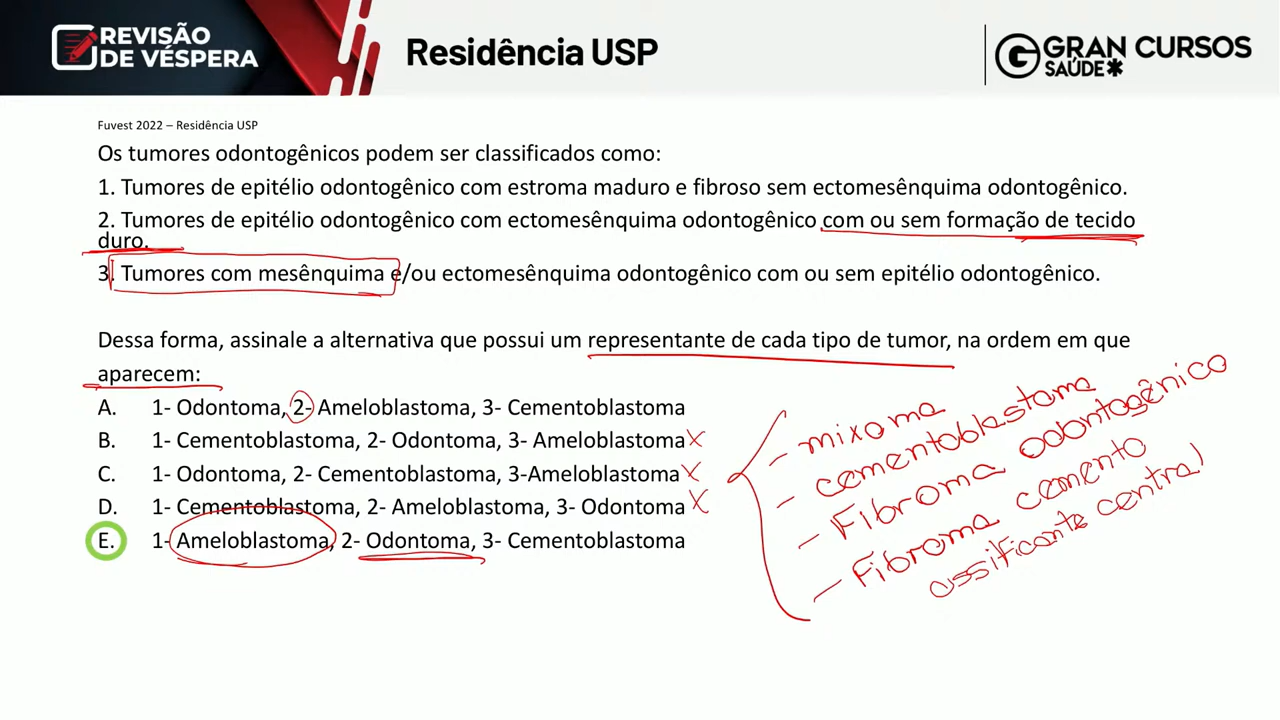 REVISÃO
DE VÉSPERA
Residência USP
GRAN CURSOS
SAÚDE
Fuvest 2022 – Residência USP
Os tumores odontogênicos podem ser classificados como:
1. Tumores de epitélio odontogênico com estroma maduro e fibroso sem ectomesênquima odontogênico.
2. Tumores de epitélio odontogênico com ectomesênquima odontogênico com ou sem formação de tecido
duro.
3. Tumores com mesênquima e/ou ectomesênquima odontogênico com ou sem epitélio odontogênico.
Dessa forma, assinale a alternativa que possui um representante de cada tipo de tumor, na ordem em que
aparecem:
A. 1- Odontoma, 2- Ameloblastoma, 3- Cementoblastoma
B. 1- Cementoblastoma, 2- Odontoma, 3- Ameloblastoma X
C. 1- Odontoma, 2- Cementoblastoma, 3-Ameloblastoma X
D. 1- Cementoblastoma, 2- Ameloblastoma, 3- Odontoma X
E. 1- Ameloblastoma, 2- Odontoma, 3- Cementoblastoma
- mixoma
- cementoblastoma
- Fibroma odontogênico
- Fibroma cemento
ossificante central